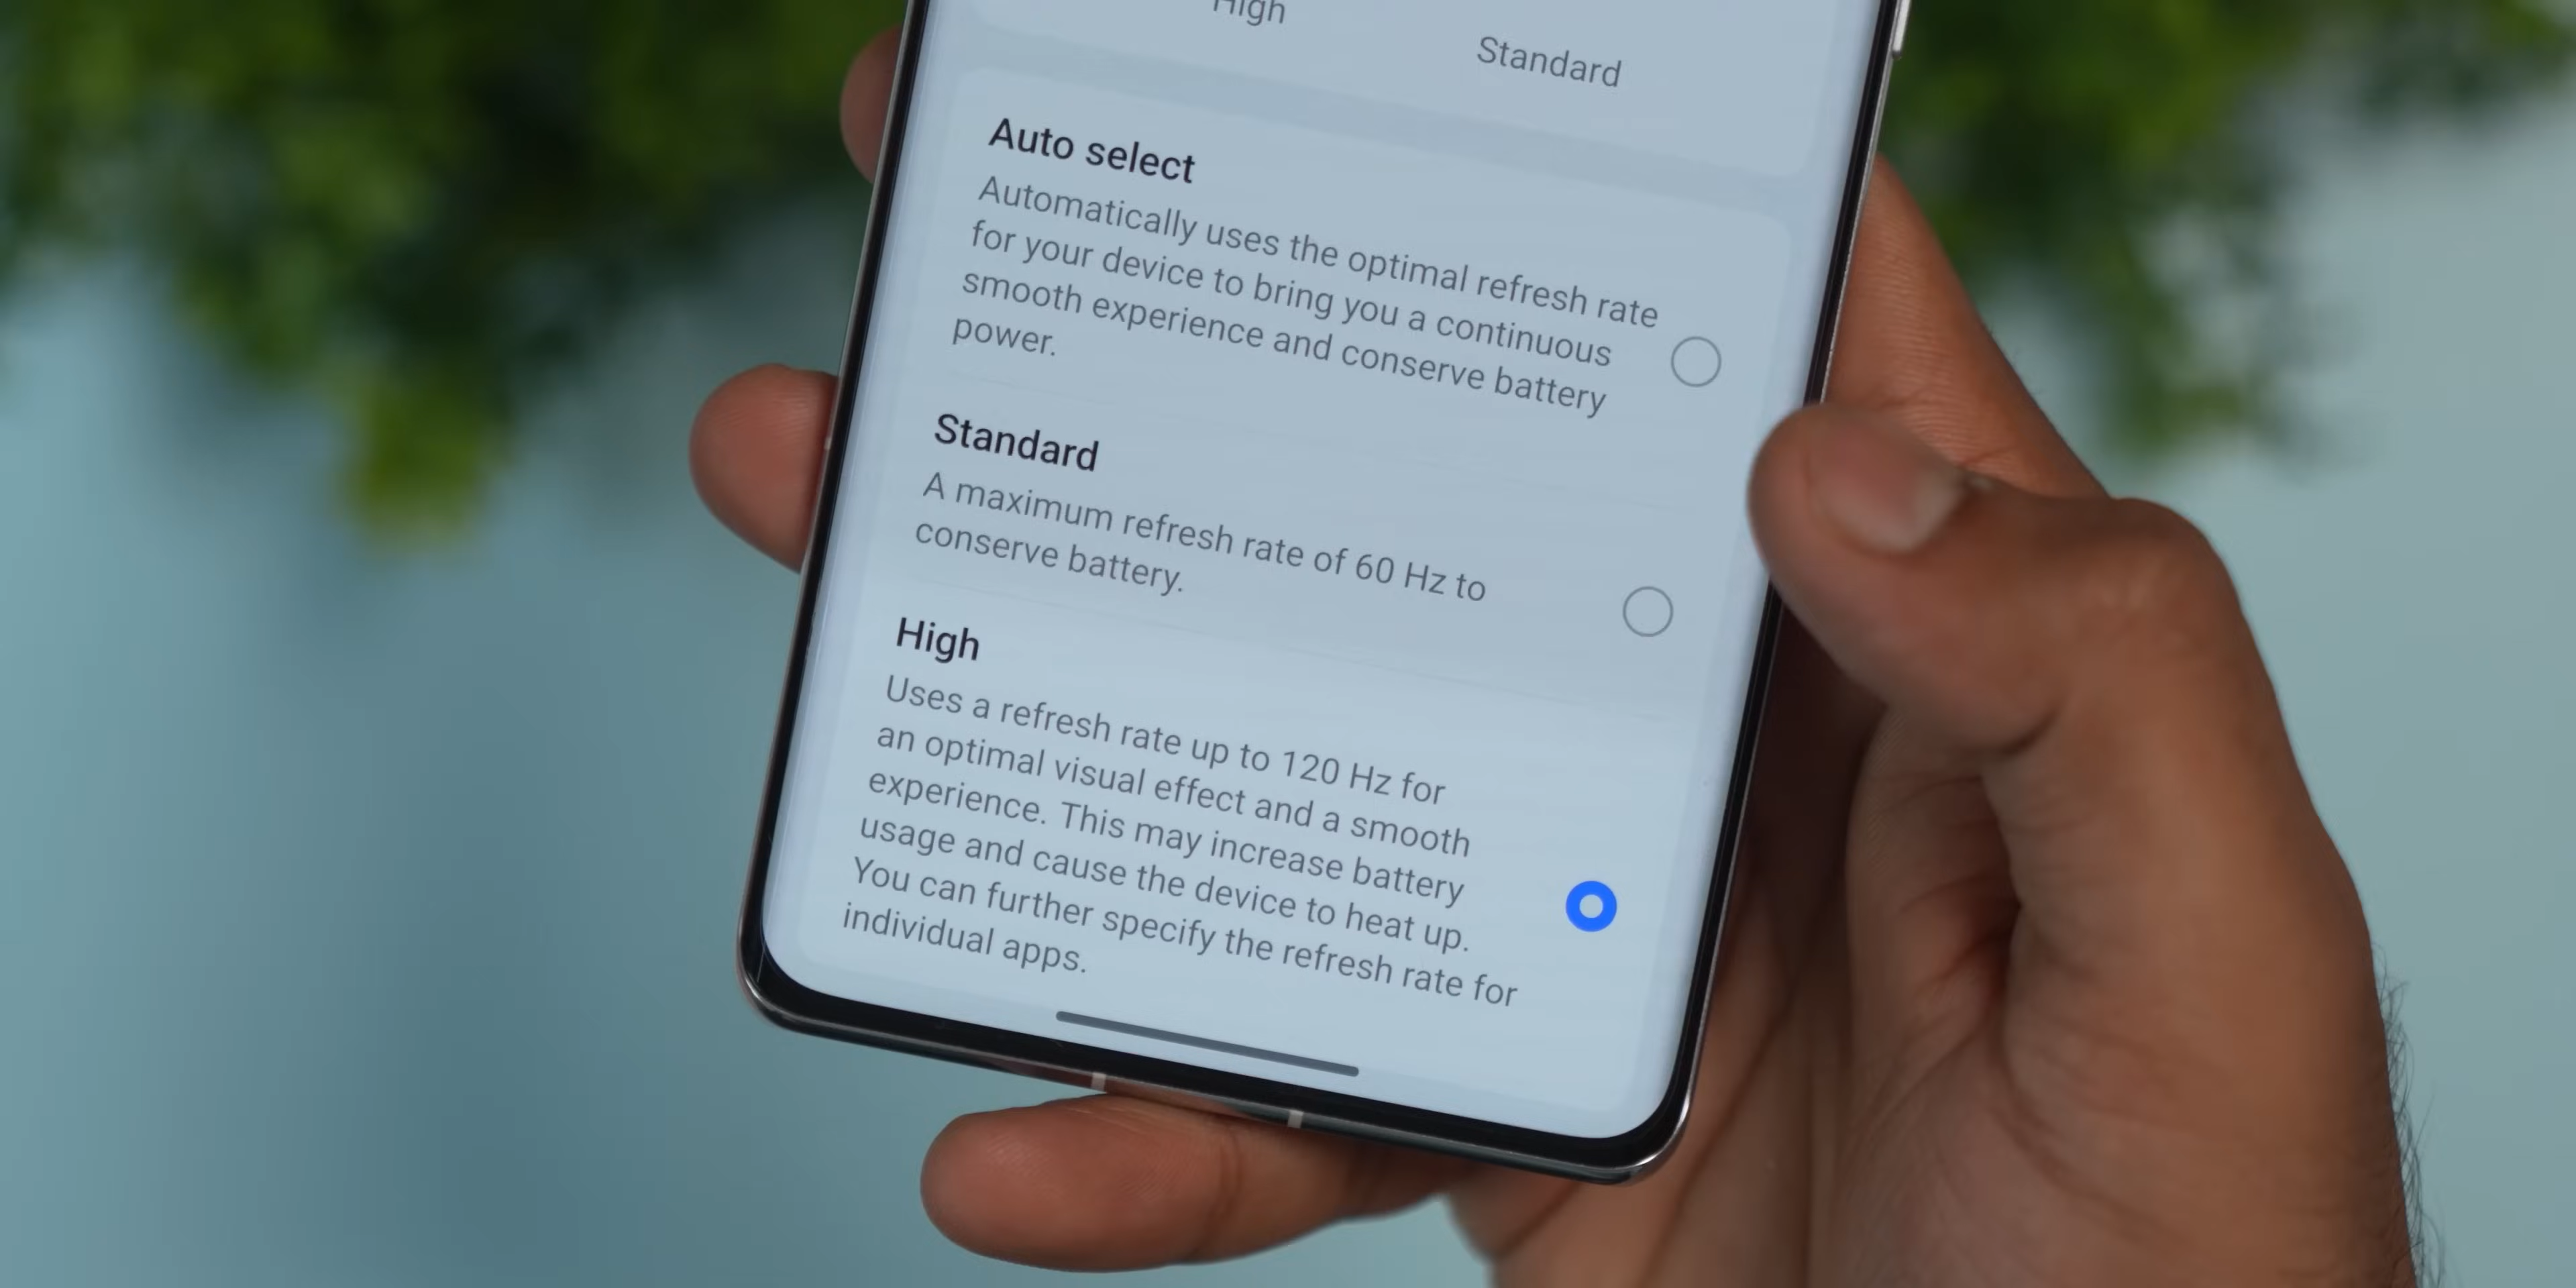 High
Standard
Auto select
Automatically uses the optimal refresh rate
for your device to bring you a continuous
smooth experience and conserve battery
power.
Standard
A maximum refresh rate of 60 Hz to
conserve battery.
High
Uses a refresh rate up to 120 Hz for
an optimal visual effect and a smooth
experience. This may increase battery
usage and cause the device to heat up.
You can further specify the refresh rate for
individual apps.